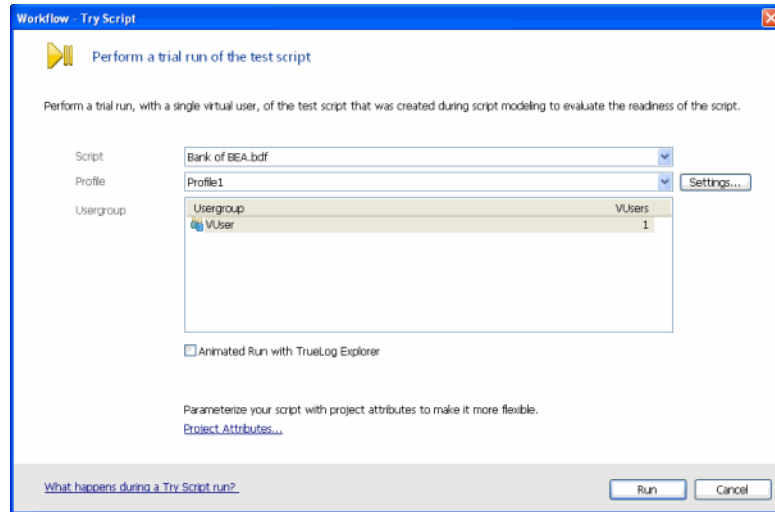 Workflow - Try Script
Perform a trial run of the test script
Perform a trial run, with a single virtual user, of the test script that was created during script modeling to evaluate the readiness of the script.
Script Bank of BEA.bdf
Profile Profile1 Settings...
Usergroup Usergroup VUsers
VUser 1
Animated Run with TrueLog Explorer
Parameterize your script with project attributes to make it more flexible.
Project Attributes...
What happens during a Try Script run? Run Cancel